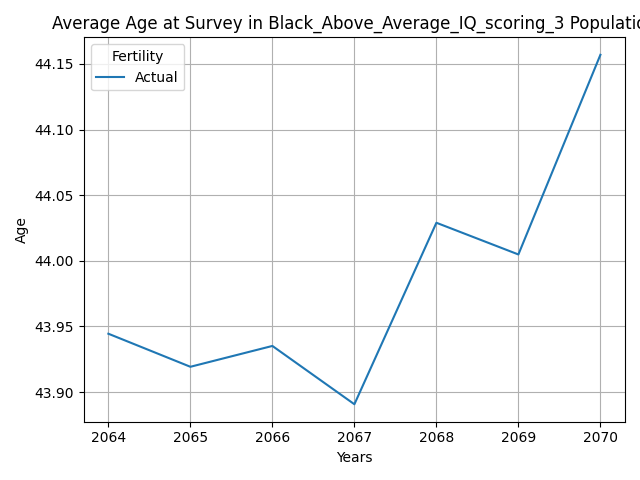 Average Age at Survey in Black_Above_Average_IQ_scoring_3 Populatio
Fertility
Actual
44.15
44.10
44.05
44.00
43.95
43.90
Age
2064 2065 2066 2067 2068 2069 2070
Years